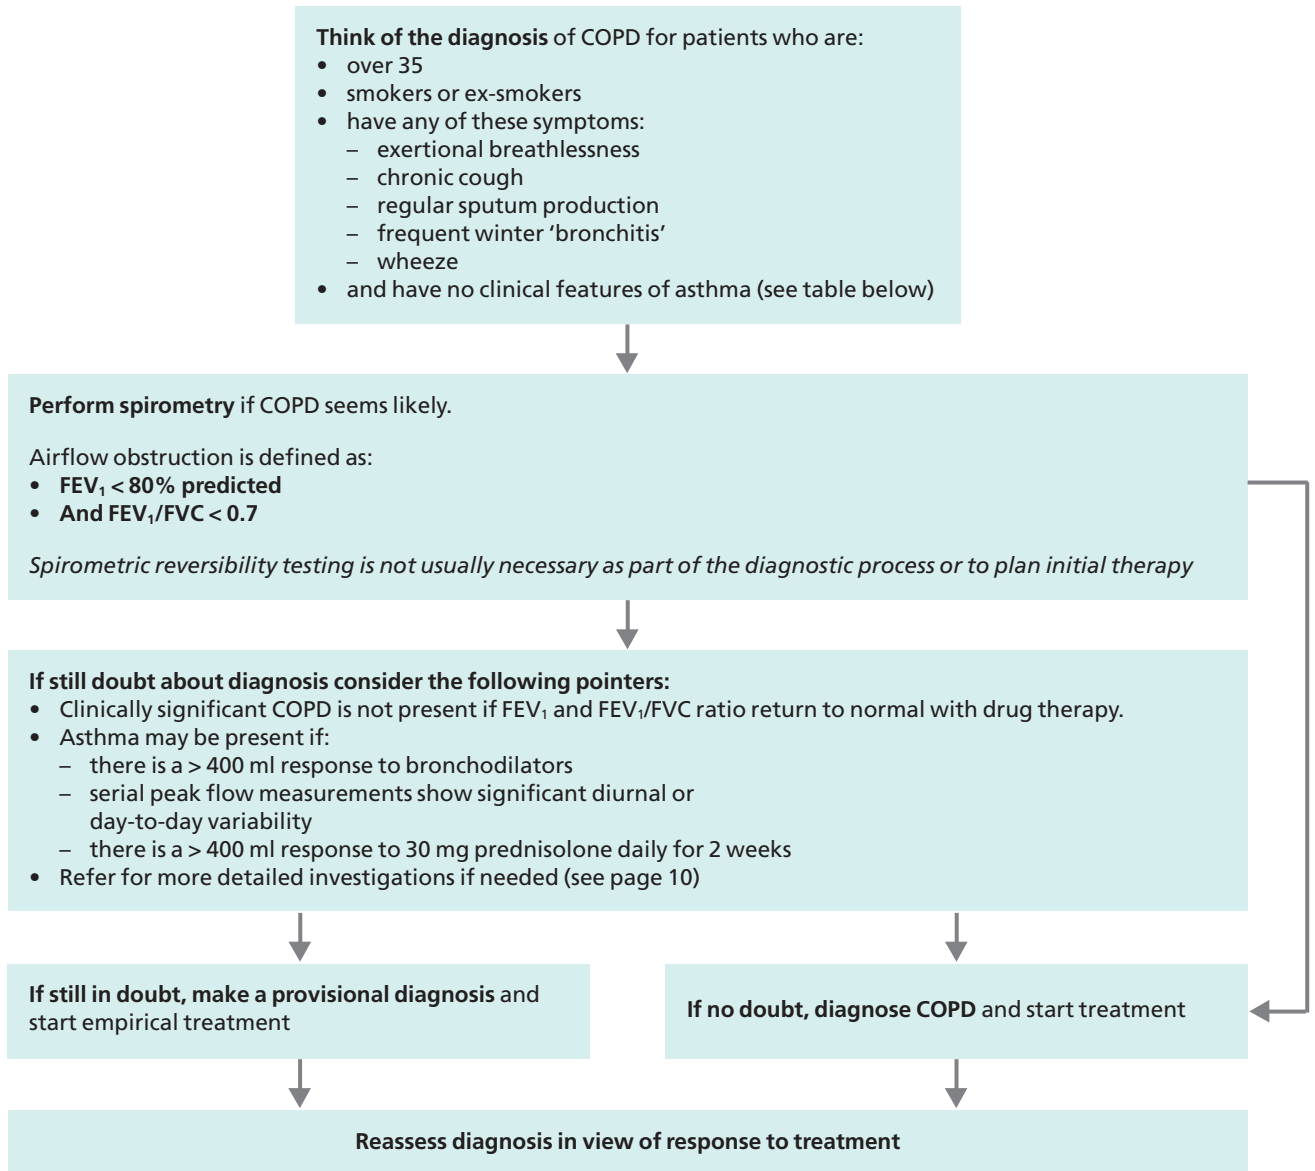 Think of the diagnosis of COPD for patients who are:
• over 35
• smokers or ex-smokers
• have any of these symptoms:
– exertional breathlessness
– chronic cough
– regular sputum production
– frequent winter ‘bronchitis’
– wheeze
• and have no clinical features of asthma (see table below)
Perform spirometry if COPD seems likely.
Airflow obstruction is defined as:
• FEV₁ < 80% predicted
• And FEV₁/FVC < 0.7
Spirometric reversibility testing is not usually necessary as part of the diagnostic process or to plan initial therapy
If still doubt about diagnosis consider the following pointers:
• Clinically significant COPD is not present if FEV₁ and FEV₁/FVC ratio return to normal with drug therapy.
• Asthma may be present if:
– there is a > 400 ml response to bronchodilators
– serial peak flow measurements show significant diurnal or
day-to-day variability
– there is a > 400 ml response to 30 mg prednisolone daily for 2 weeks
• Refer for more detailed investigations if needed (see page 10)
If still in doubt, make a provisional diagnosis and
start empirical treatment
If no doubt, diagnose COPD and start treatment
Reassess diagnosis in view of response to treatment